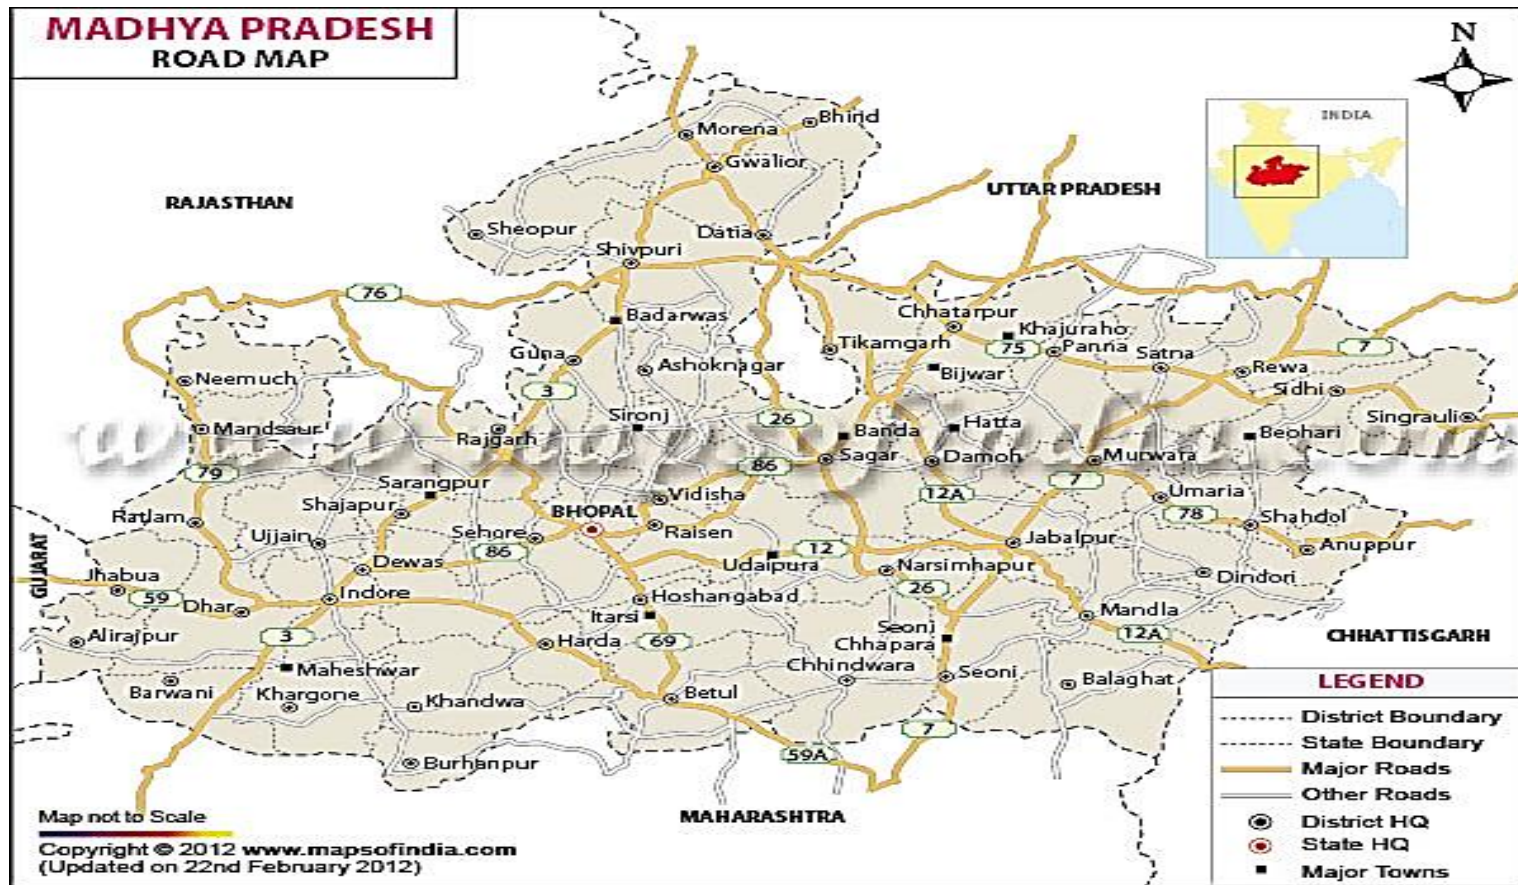 MADHYA PRADESH
ROAD MAP
N
INDIA
RAJASTHAN
UTTAR PRADESH
GUJARAT
CHHATTISGARH
MAHARASHTRA
Morena
Bhind
Gwalior
Sheopur
Datia
Shivpuri
76
Badarwas
Chhatarpur
Khajuraho
Tikamgarh
75
Panna
Satna
7
Guna
Ashoknagar
Bijwar
Rewa
Neemuch
3
Sidhi
Mandsaur
Rajgarh
Sironj
26
Banda
Hatta
Beohari
Singrauli
79
Sarangpur
86
Sagar
Damoh
Murwara
7
Shajapur
Vidisha
12A
Umaria
Ratlam
Ujjain
BHOPAL
Sehore
Raisen
78
Shahdol
86
Dewas
Udaipura
12
Jabalpur
Anuppur
Jhabua
59
Dhar
Indore
Hoshangabad
Narsimhapur
26
Dindori
Itarsi
Mandla
Alirajpur
3
Harda
69
Seoni
Chhapara
12A
Maheshwar
Chhindwara
Seoni
Balaghat
Barwani
Khargone
Khandwa
Betul
7
59A
Burhanpur
LEGEND
District Boundary
State Boundary
Major Roads
Other Roads
District HQ
State HQ
Major Towns
Map not to Scale
Copyright © 2012 www.mapsofindia.com
(Updated on 22nd February 2012)